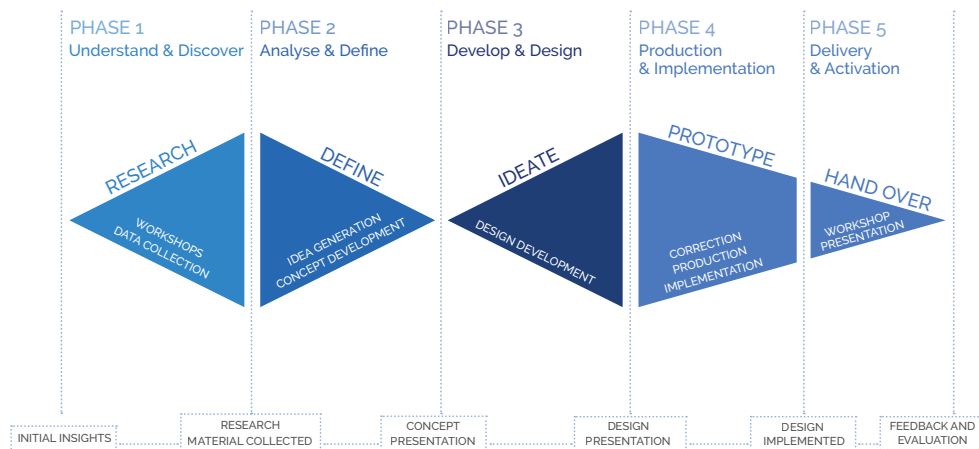 PHASE 1
Understand & Discover
PHASE 2
Analyse & Define
PHASE 3
Develop & Design
PHASE 4
Production
& Implementation
PHASE 5
Delivery
& Activation
RESEARCH
WORKSHOPS
DATA COLLECTION
DEFINE
IDEA GENERATION
CONCEPT DEVELOPMENT
IDEATE
DESIGN DEVELOPMENT
PROTOTYPE
CORRECTION
PRODUCTION
IMPLEMENTATION
HAND OVER
WORKSHOP
PRESENTATION
INITIAL INSIGHTS
RESEARCH
MATERIAL COLLECTED
CONCEPT
PRESENTATION
DESIGN
PRESENTATION
DESIGN
IMPLEMENTED
FEEDBACK AND
EVALUATION